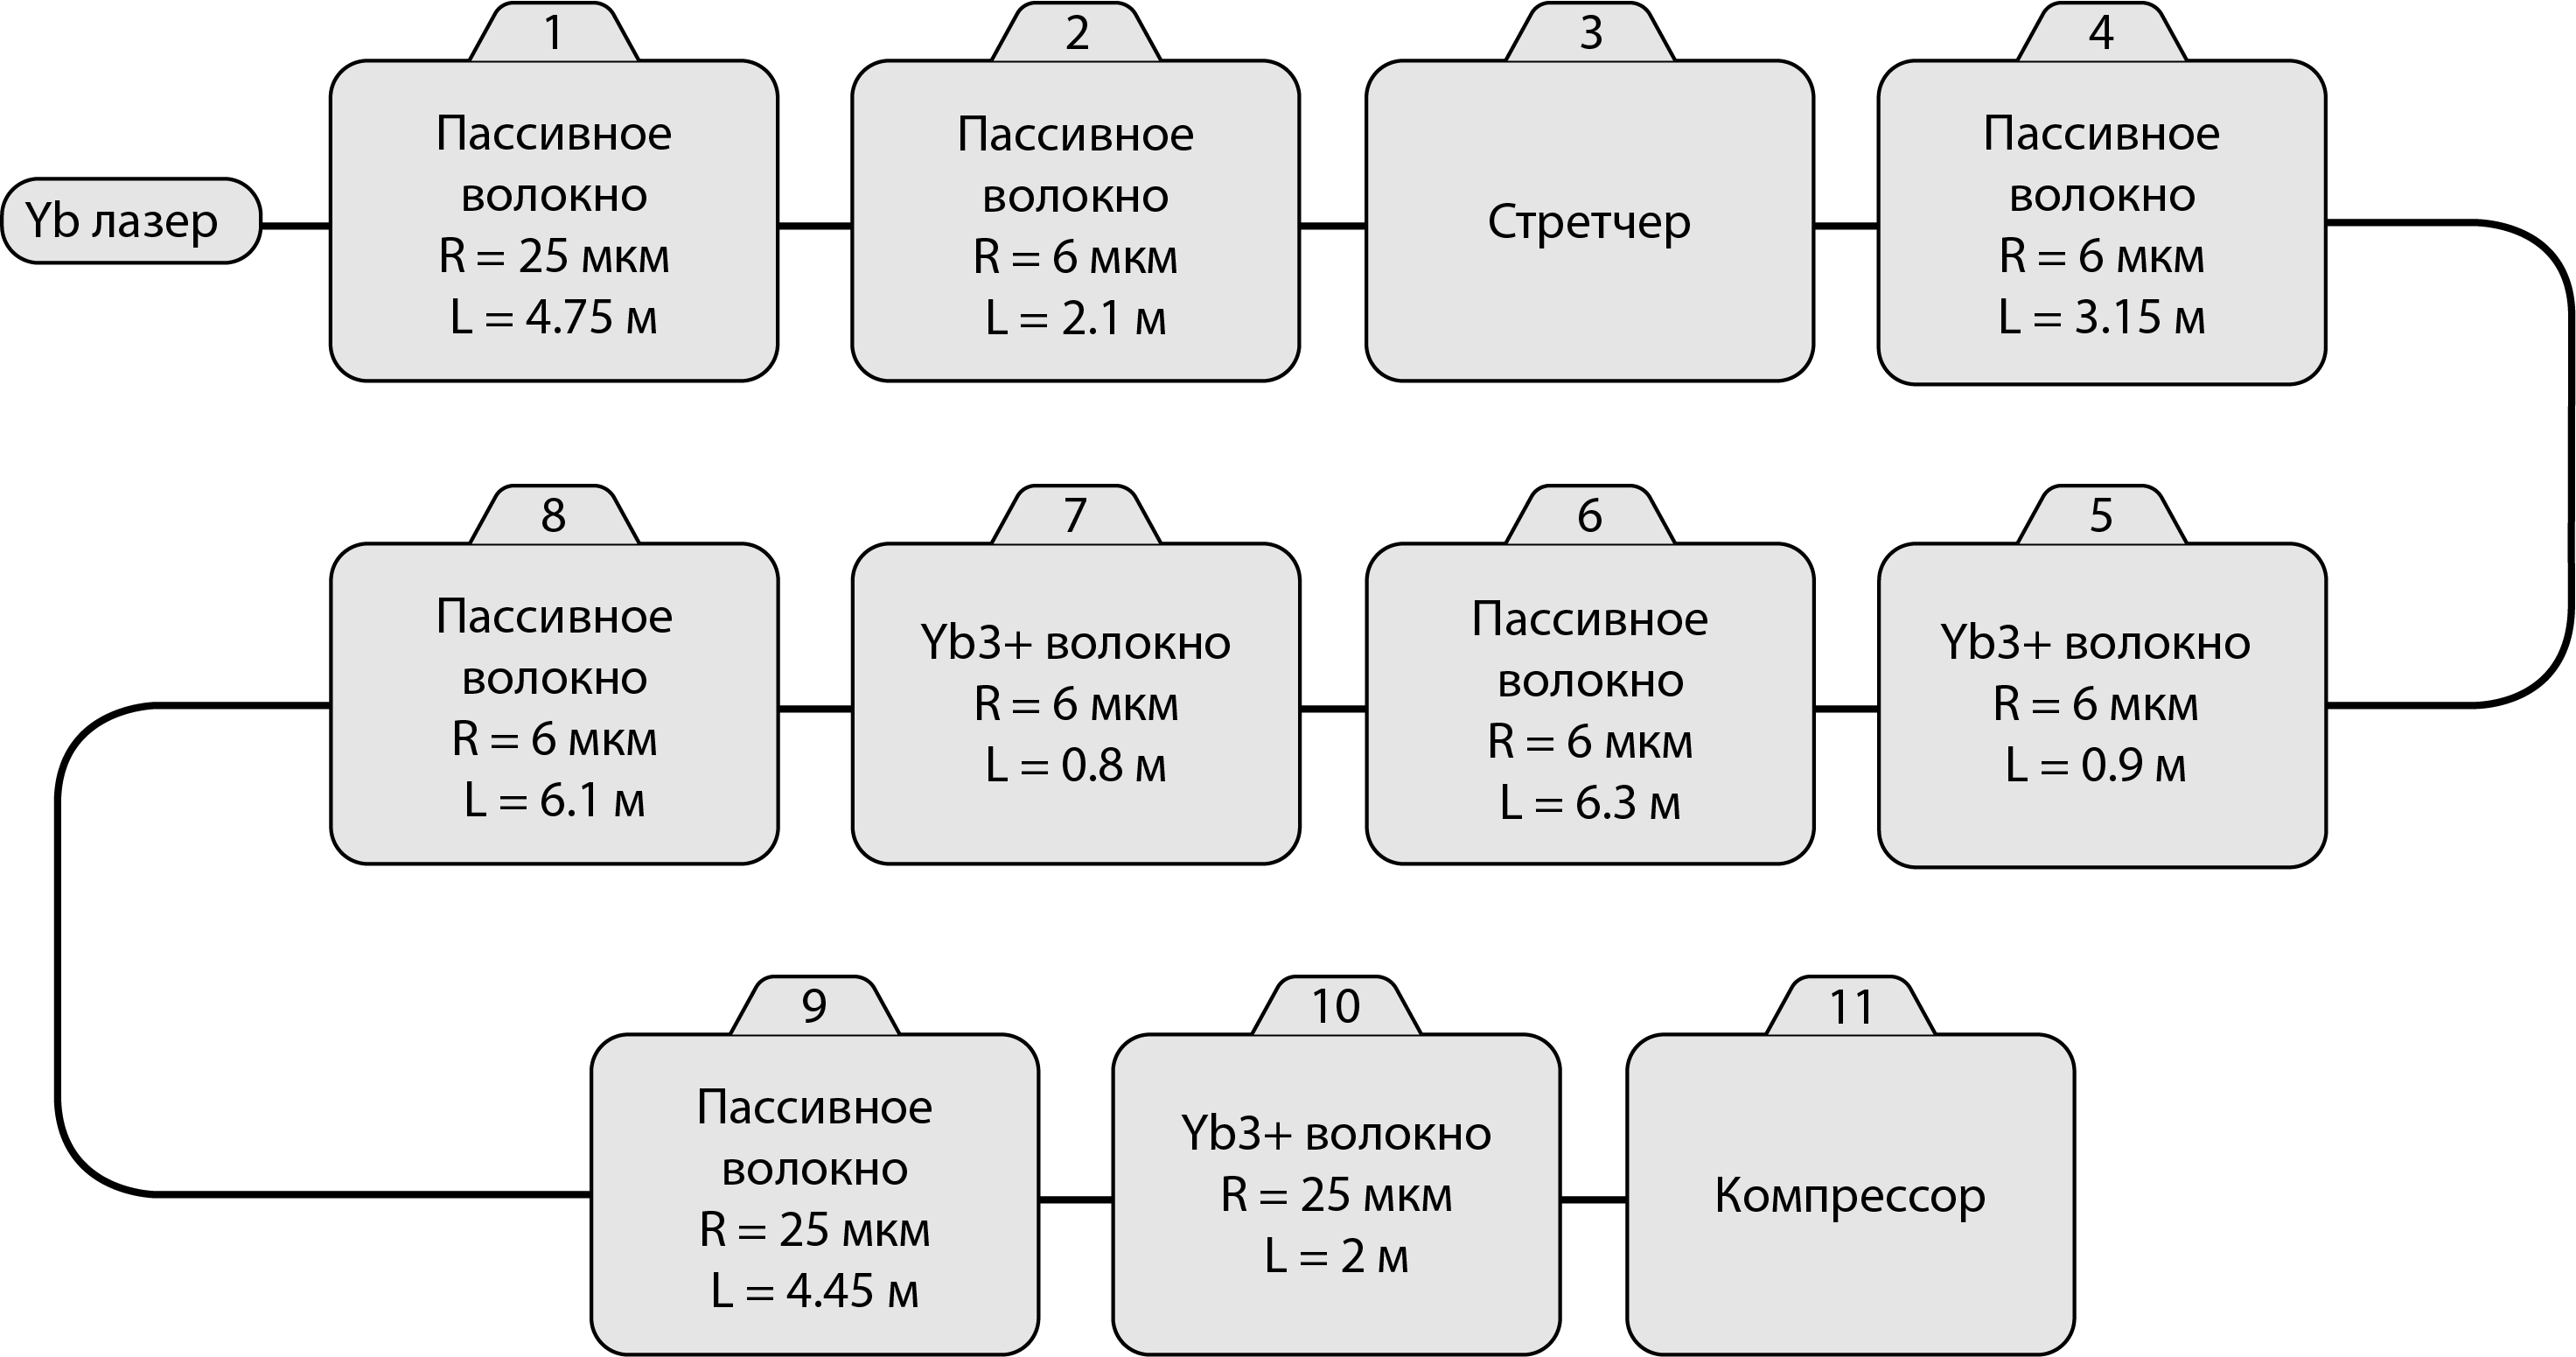 Yb лазер
1
Пассивное
волокно
R = 25 мкм
L = 4.75 м
2
Пассивное
волокно
R = 6 мкм
L = 2.1 м
3
Стретчер
4
Пассивное
волокно
R = 6 мкм
L = 3.15 м
5
Yb3+ волокно
R = 6 мкм
L = 0.9 м
6
Пассивное
волокно
R = 6 мкм
L = 6.3 м
7
Yb3+ волокно
R = 6 мкм
L = 0.8 м
8
Пассивное
волокно
R = 6 мкм
L = 6.1 м
9
Пассивное
волокно
R = 25 мкм
L = 4.45 м
10
Yb3+ волокно
R = 25 мкм
L = 2 м
11
Компрессор